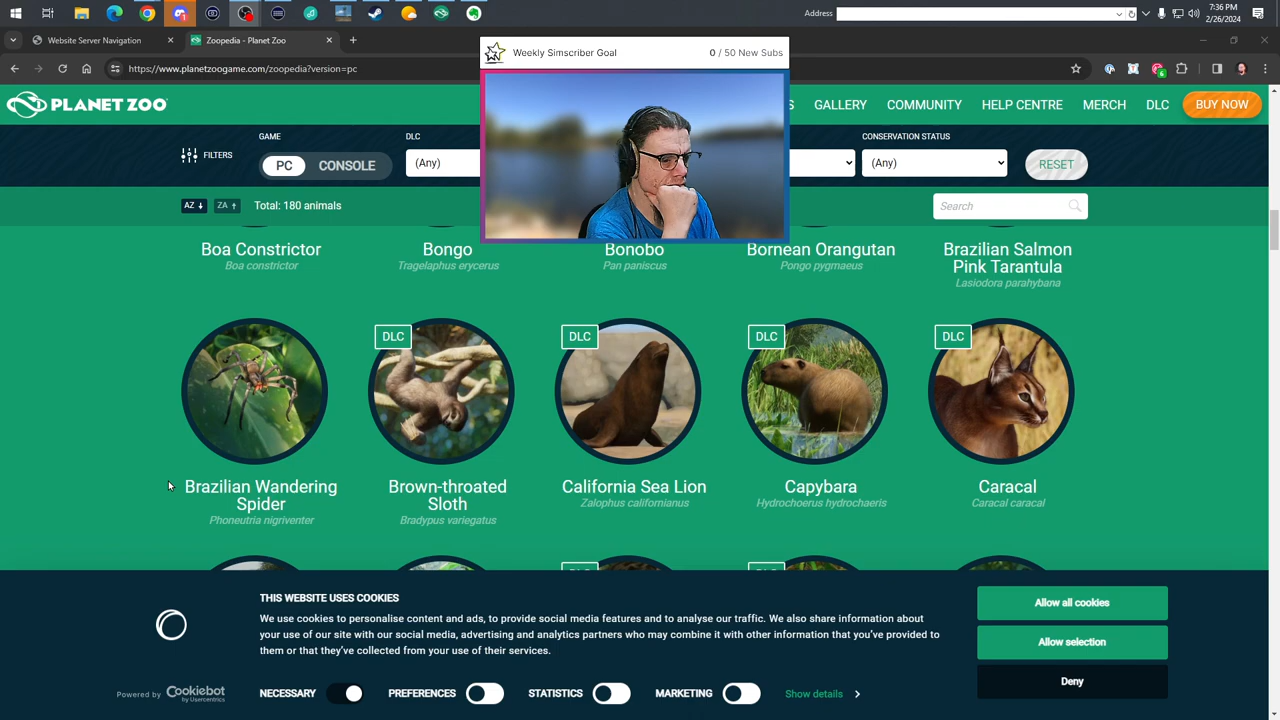 Address
7:36 PM
2/6/2024
Website Server Navigation
Zoopedia - Planet Zoo
https://www.planetzoogame.com/zoopedia?version=pc
Weekly Simscriber Goal
0 / 50 New Subs
PLANET ZOO
GALLERY
COMMUNITY
HELP CENTRE
MERCH
DLC
BUY NOW
FILTERS
GAME
PC
CONSOLE
DLC
(Any)
CONSERVATION STATUS
(Any)
RESET
AZ
ZA
Total: 180 animals
Search
Boa Constrictor
Boa constrictor
Bongo
Tragelaphus erycerus
Bonobo
Pan paniscus
Bornean Orangutan
Pongo pygmaeus
Brazilian Salmon
Pink Tarantula
Lasiodora parahybana
DLC
DLC
DLC
DLC
Brazilian Wandering
Spider
Phoneutria nigriventer
Brown-throated
Sloth
Bradypus variegatus
California Sea Lion
Zalophus californianus
Capybara
Hydrochoerus hydrochaeris
Caracal
Caracal caracal
THIS WEBSITE USES COOKIES
We use cookies to personalise content and ads, to provide social media features and to analyse our traffic. We also share information about
your use of our site with our social media, advertising and analytics partners who may combine it with other information that you've provided to
them or that they've collected from your use of their services.
Allow all cookies
Allow selection
Deny
Powered by Cookiebot
by Usercentrics
NECESSARY
PREFERENCES
STATISTICS
MARKETING
Show details